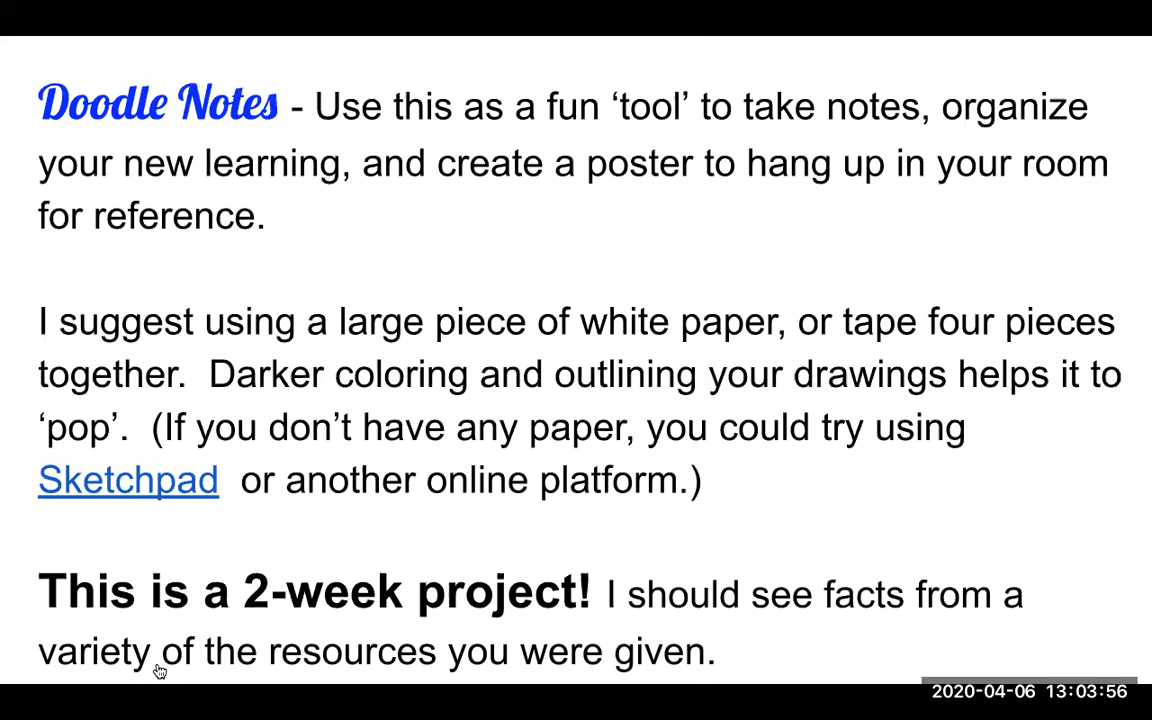 Doodle Notes - Use this as a fun ‘tool’ to take notes, organize
your new learning, and create a poster to hang up in your room
for reference.
I suggest using a large piece of white paper, or tape four pieces
together.  Darker coloring and outlining your drawings helps it to
‘pop’.  (If you don’t have any paper, you could try using
Sketchpad  or another online platform.)
This is a 2-week project! I should see facts from a
variety of the resources you were given.
2020-04-06 13:03:56